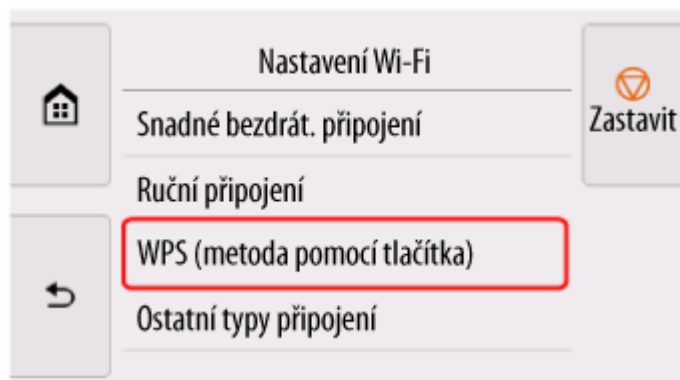 Nastavení Wi-Fi
Snadné bezdrát. připojení
Zastavit
Ruční připojení
WPS (metoda pomocí tlačítka)
Ostatní typy připojení